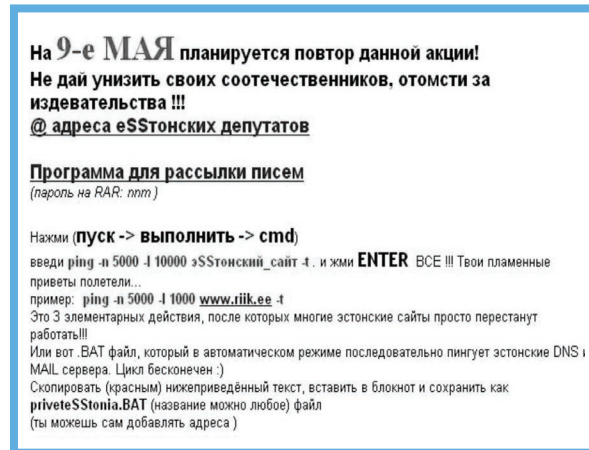 На 9-е МАЯ планируется повтор данной акции!
Не дай унизить своих соотечественников, отомсти за
издевательства !!!
@ адреса еSSтонских депутатов
Программа для рассылки писем
(пароль на RAR: nnm )
Нажми (пуск -> выполнить -> cmd)
введи ping -n 5000 -l 10000 эSSтонский_сайт -t . и жми ENTER ВСЕ !!! Твои пламенные
приветы полетели...
пример: ping -n 5000 -l 1000 www.riik.ee -t
Это 3 элементарных действия, после которых многие эстонские сайты просто перестанут
работать!!!
Или вот .BAT файл, который в автоматическом режиме последовательно пингует эстонские DNS
MAIL сервера. Цикл бесконечен :)
Скопировать (красным) нижеприведённый текст, вставить в блокнот и сохранить как
priveteSStonia.BAT (название можно любое) файл
(ты можешь сам добавлять адреса )